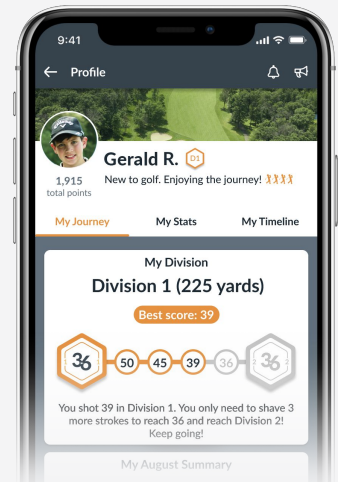 9:41
Profile
Gerald R. D1
1,915
total points
New to golf. Enjoying the journey!
My Journey My Stats My Timeline
My Division
Division 1 (225 yards)
Best score: 39
36 50 45 39 36 36
You shot 39 in Division 1. You only need to shave 3
more strokes to reach 36 and reach Division 2!
Keep going!
My August Summary